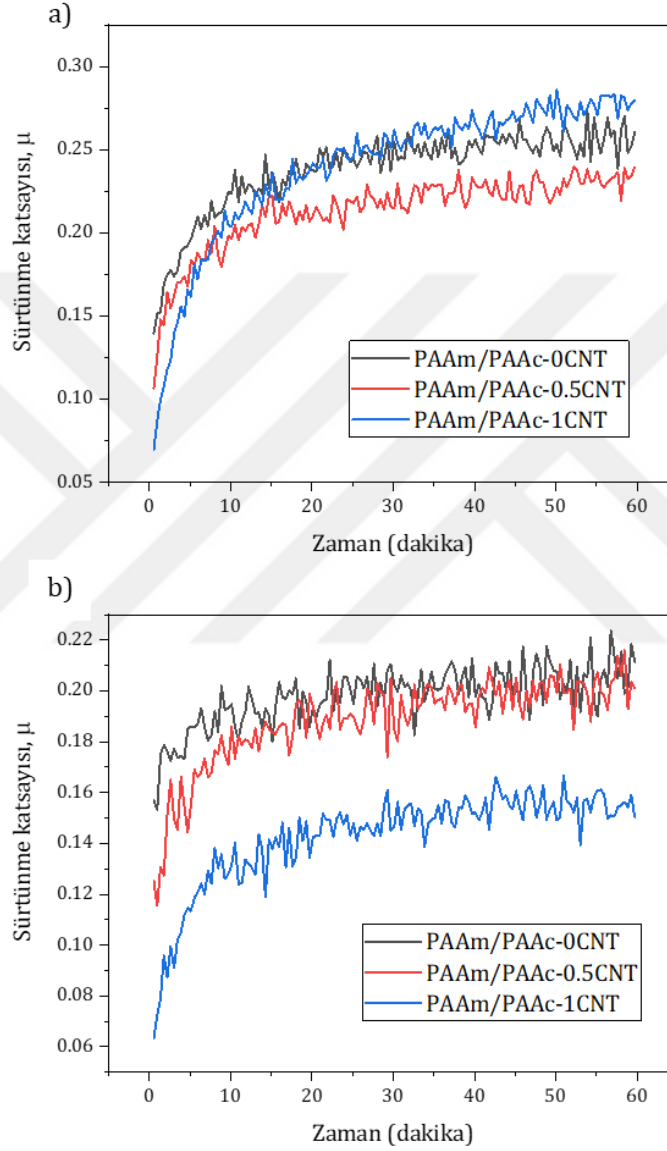 a)
0.30
0.25
0.20
0.15
0.10
0.05
Sürtünme katsayısı, μ
PAAm/PAAc-0CNT
PAAm/PAAc-0.5CNT
PAAm/PAAc-1CNT
0 10 20 30 40 50 60
Zaman (dakika)
b)
0.22
0.20
0.18
0.16
0.14
0.12
0.10
0.08
0.06
Sürtünme katsayısı, μ
PAAm/PAAc-0CNT
PAAm/PAAc-0.5CNT
PAAm/PAAc-1CNT
0 10 20 30 40 50 60
Zaman (dakika)